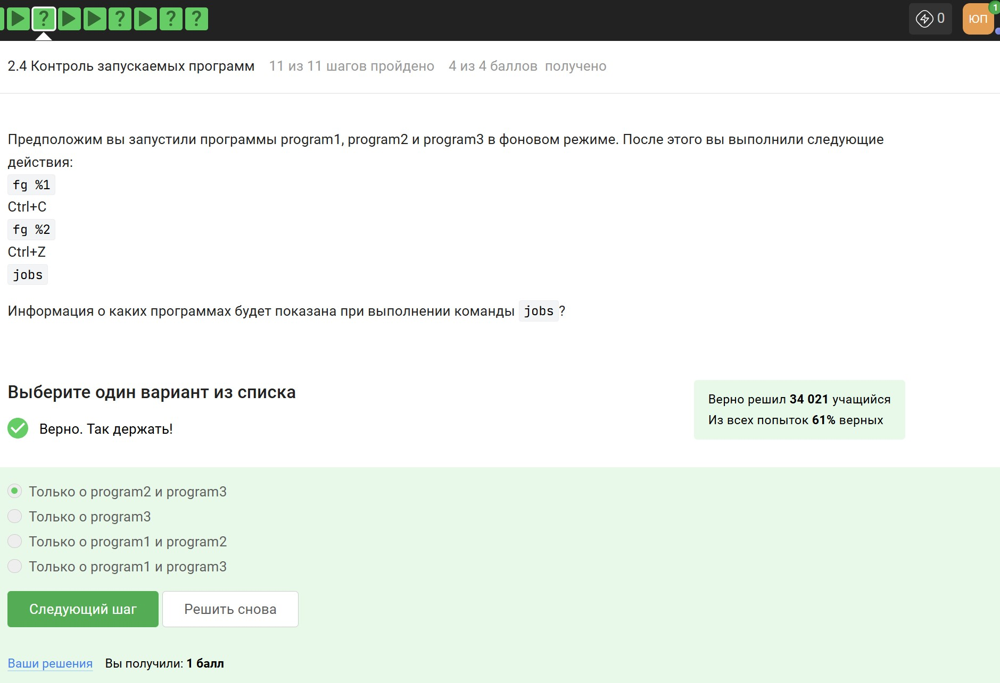 ? ? ? ?
0
ЮП
1
2.4 Контроль запускаемых программ 11 из 11 шагов пройдено 4 из 4 баллов получено
Предположим вы запустили программы program1, program2 и program3 в фоновом режиме. После этого вы выполнили следующие
действия:
fg %1
Ctrl+C
fg %2
Ctrl+Z
jobs
Информация о каких программах будет показана при выполнении команды jobs?
Выберите один вариант из списка
Верно решил 34 021 учащийся
Из всех попыток 61% верных
Верно. Так держать!
Только о program2 и program3
Только о program3
Только о program1 и program2
Только о program1 и program3
Следующий шаг Решить снова
Ваши решения Вы получили: 1 балл